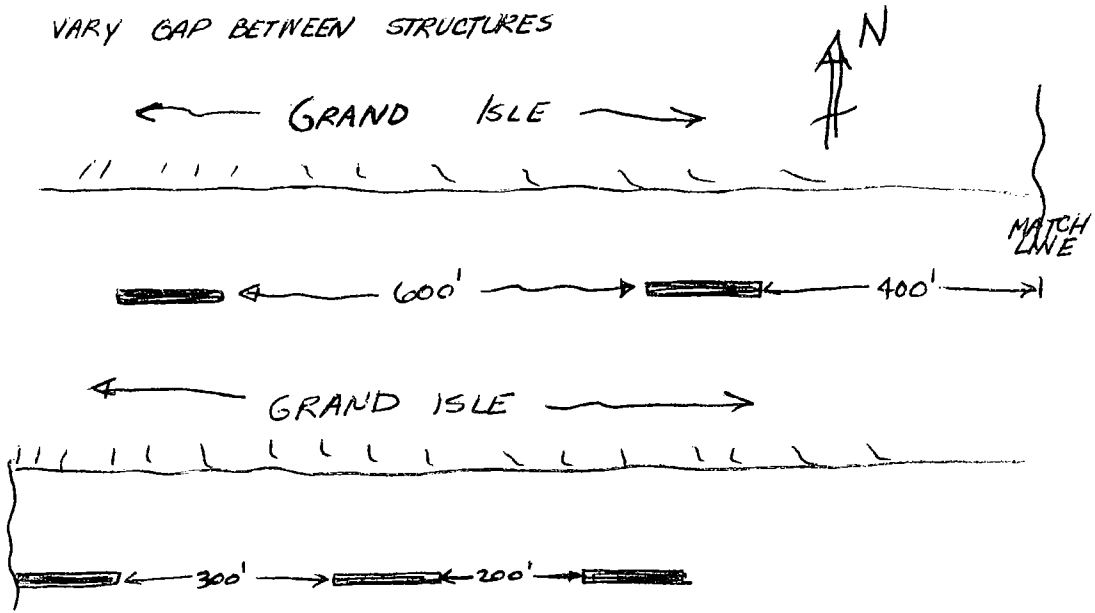 VARY GAP BETWEEN STRUCTURES
N
GRAND ISLE
MATCH
LINE
600' 400'
GRAND ISLE
300' 200'